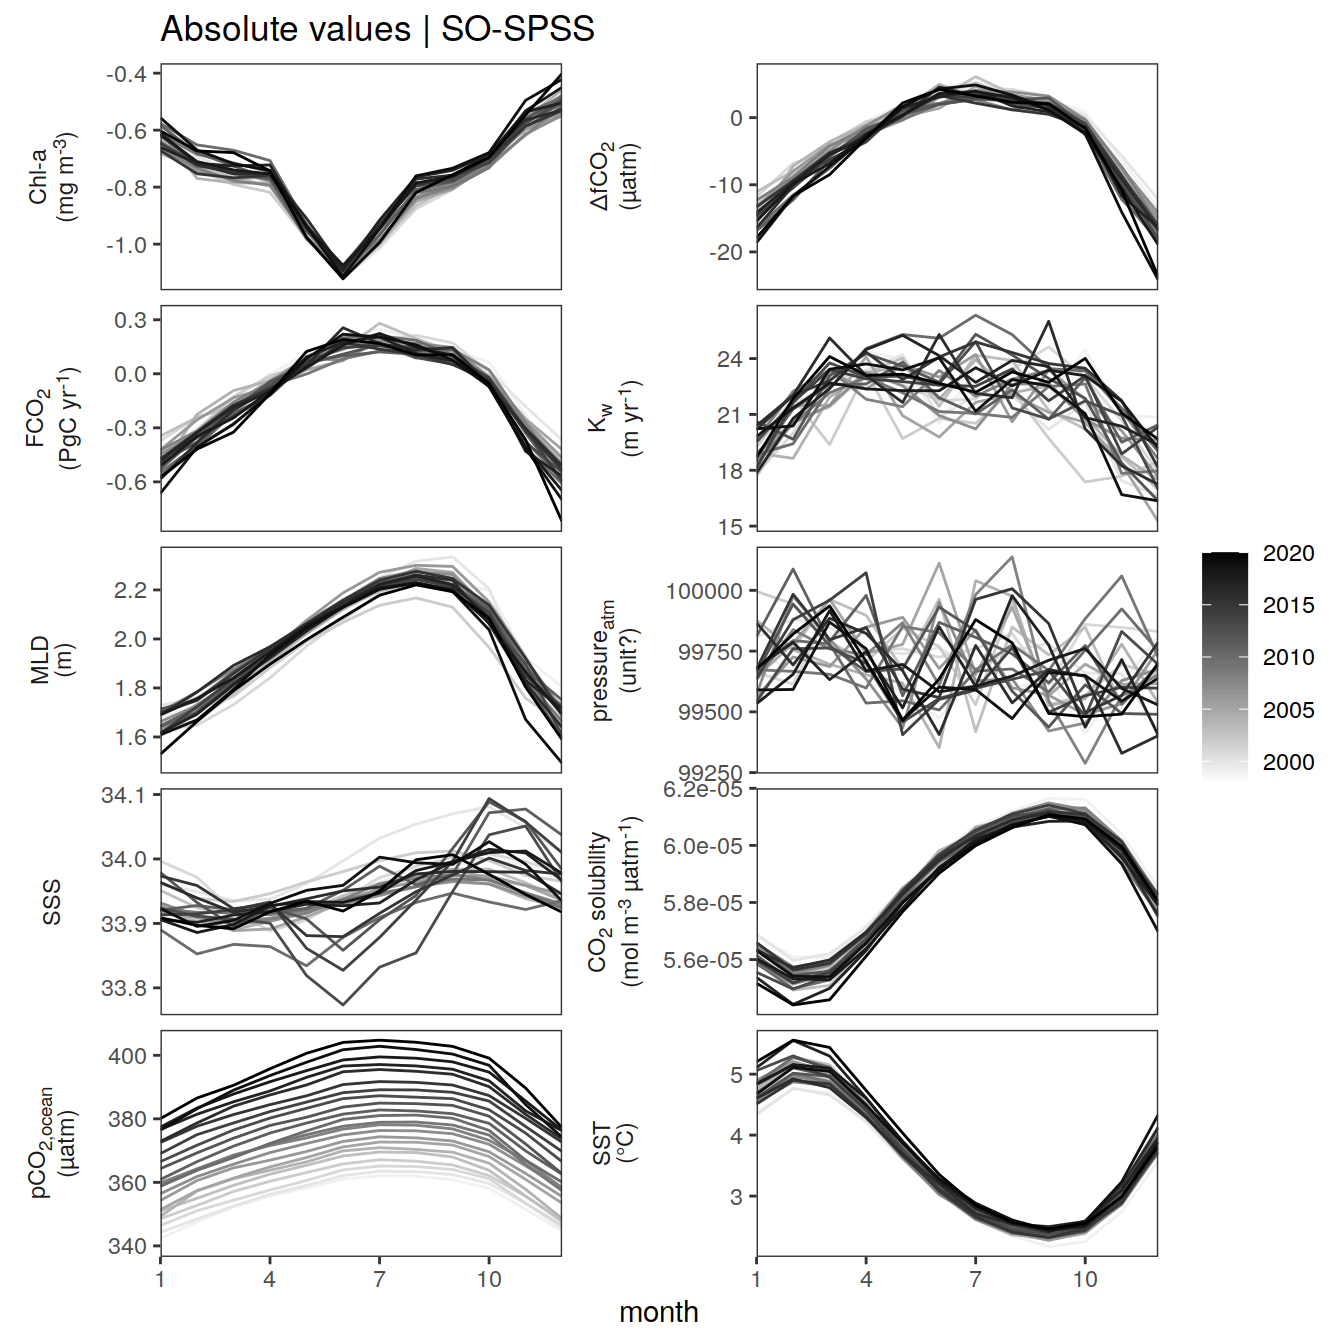 Absolute values | SO-SPSS
Chl-a
(mg m-3)
-0.4
-0.6
-0.8
-1.0
ΔfCO2
(µatm)
0
-10
-20
FCO2
(PgC yr-1)
0.3
0.0
-0.3
-0.6
Kw
(m yr-1)
24
21
18
15
MLD
(m)
2.2
2.0
1.8
1.6
pressureatm
(unit?)
100000
99750
99500
99250
SSS
34.1
34.0
33.9
33.8
CO2 solubility
(mol m-3 µatm-1)
6.2e-05
6.0e-05
5.8e-05
5.6e-05
pCO2,ocean
(µatm)
400
380
360
340
SST
(°C)
5
4
3
1 4 7 10
1 4 7 10
month
2020
2015
2010
2005
2000